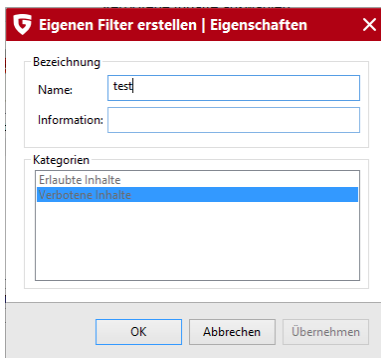 Eigenen Filter erstellen | Eigenschaften
Bezeichnung
Name: test
Information:
Kategorien
Erlaubte Inhalte
Verbotene Inhalte
OK Abbrechen Übernehmen